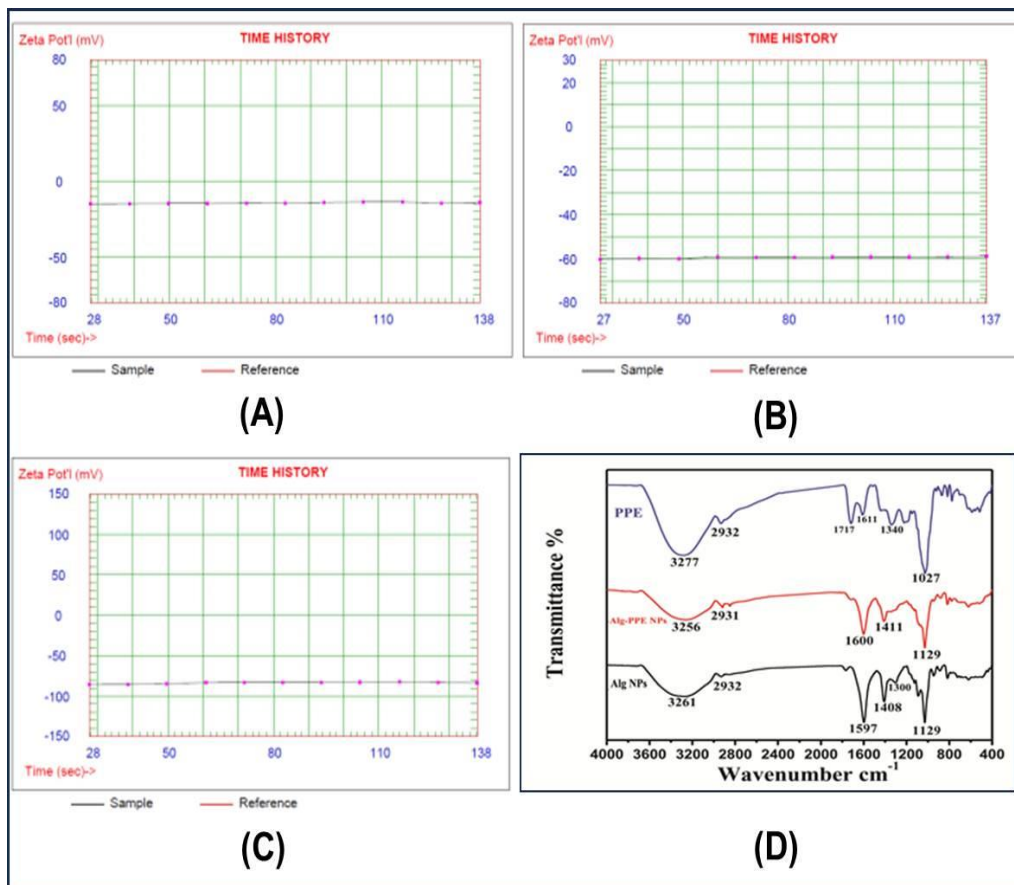 Zeta Pot'l (mV) TIME HISTORY
80
50
0
-50
-80
28 50 80 110 138
Time (sec)->
Sample Reference
(A)
Zeta Pot'l (mV) TIME HISTORY
30
20
0
-20
-40
-60
-80
27 50 80 110 137
Time (sec)->
Sample Reference
(B)
Zeta Pot'l (mV) TIME HISTORY
150
100
50
0
-50
-100
-150
28 50 80 110 138
Time (sec)->
Sample Reference
(C)
Transmittance %
PPE
3277
2932
1717
1611
1340
1027
Alg-PPE NPs
3256
2931
1600
1411
1129
Alg NPs
3261
2932
1597
1408
1300
1129
4000 3600 3200 2800 2400 2000 1600 1200 800 400
Wavenumber cm-1
(D)